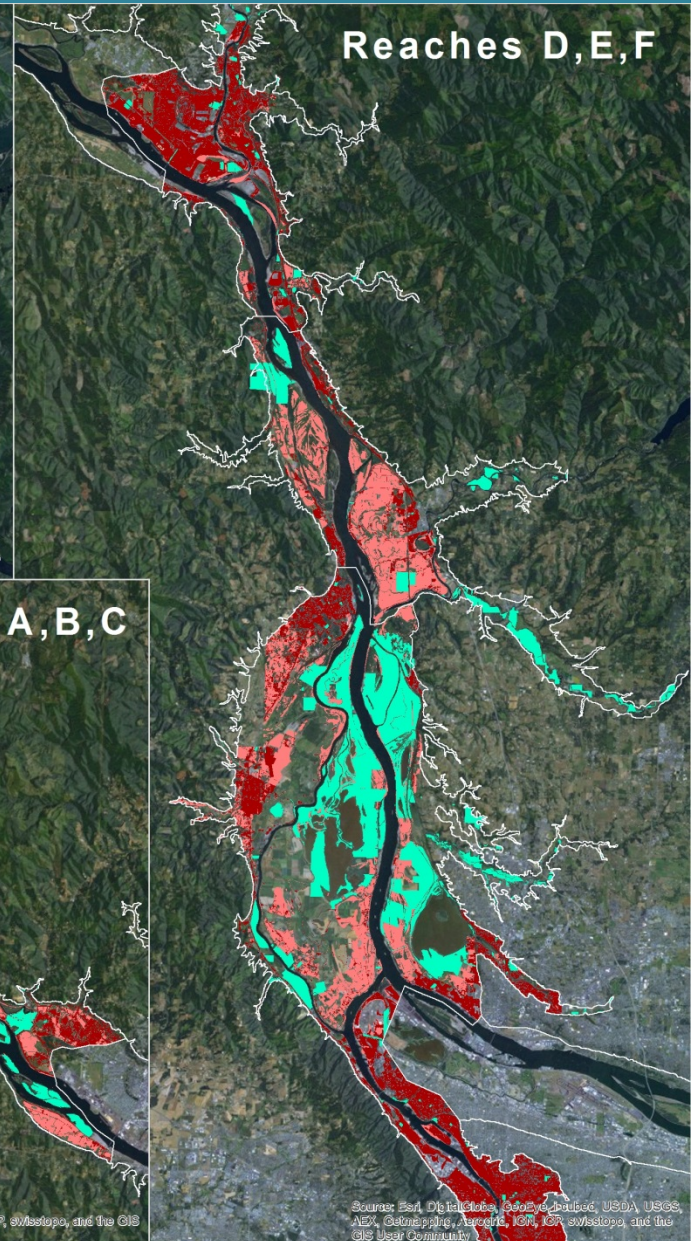 Reaches D,E,F
A,B,C
P, swisstopo, and the GIS
Source: Esri, DigitalGlobe, GeoEye, i-cubed, USDA, USGS,
AEX, Getmapping, Aerogrid, IGN, IGP, swisstopo, and the
GIS User Community